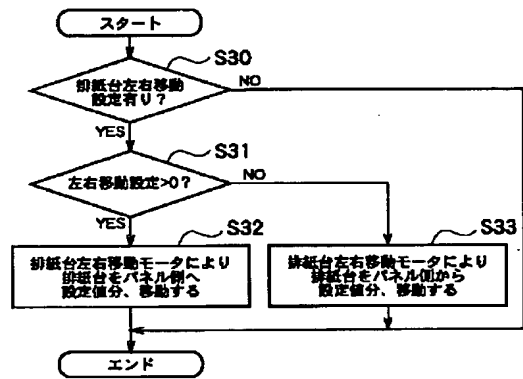 スタート
S30
排紙台左右移動
設定有り？
NO
YES
S31
左右移動設定>0？
NO
YES
S32
排紙台左右移動モータにより
排紙台をパネル側へ
設定値分、移動する
S33
排紙台左右移動モータにより
排紙台をパネル側から
設定値分、移動する
エンド